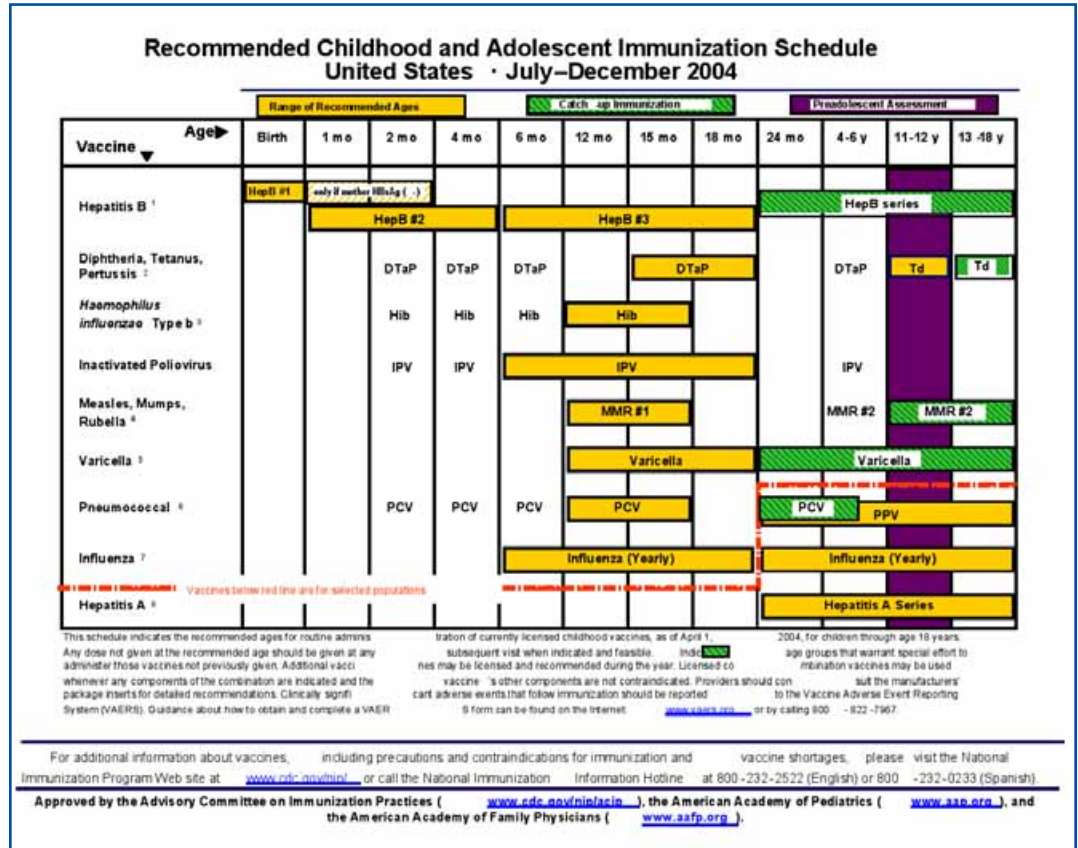 Recommended Childhood and Adolescent Immunization Schedule
United States · July–December 2004
Range of Recommended Ages Catch -up Immunization Preadolescent Assessment
Age▶ Birth 1 mo 2 mo 4 mo 6 mo 12 mo 15 mo 18 mo 24 mo 4-6 y 11-12 y 13 -18 y
Vaccine ▼
HepB #1 only if mother HBsAg ( - )
Hepatitis B 1 HepB series
HepB #2 HepB #3
Diphtheria, Tetanus,
Pertussis 2 DTaP DTaP DTaP DTaP DTaP Td Td
Haemophilus
influenzae Type b 3 Hib Hib Hib Hib
Inactivated Poliovirus IPV IPV IPV IPV
Measles, Mumps,
Rubella 4 MMR #1 MMR #2 MMR #2
Varicella 5 Varicella Varicella
Pneumococcal 6 PCV PCV PCV PCV PCV PPV
Influenza 7 Influenza (Yearly) Influenza (Yearly)
Vaccines below red line are for selected populations
Hepatitis A 8 Hepatitis A Series
This schedule indicates the recommended ages for routine adminis tration of currently licensed childhood vaccines, as of April 1, 2004, for children through age 18 years.
Any dose not given at the recommended age should be given at any subsequent visit when indicated and feasible. Indic age groups that warrant special effort to
administer those vaccines not previously given. Additional vacci nes may be licensed and recommended during the year. Licensed co mbination vaccines may be used
whenever any components of the combination are indicated and the vaccine 's other components are not contraindicated. Providers should con sult the manufacturers'
package inserts for detailed recommendations. Clinically signifi cant adverse events that follow immunization should be reported to the Vaccine Adverse Event Reporting
System (VAERS). Guidance about how to obtain and complete a VAER S form can be found on the Internet: www.vaers.org or by calling 800 - 822 -7967.
For additional information about vaccines, including precautions and contraindications for immunization and vaccine shortages, please visit the National
Immunization Program Web site at www.cdc.gov/nip/ or call the National Immunization Information Hotline at 800 -232-2522 (English) or 800 -232-0233 (Spanish).
Approved by the Advisory Committee on Immunization Practices ( www.cdc.gov/nip/acip ), the American Academy of Pediatrics ( www.aap.org ), and
the American Academy of Family Physicians ( www.aafp.org ).